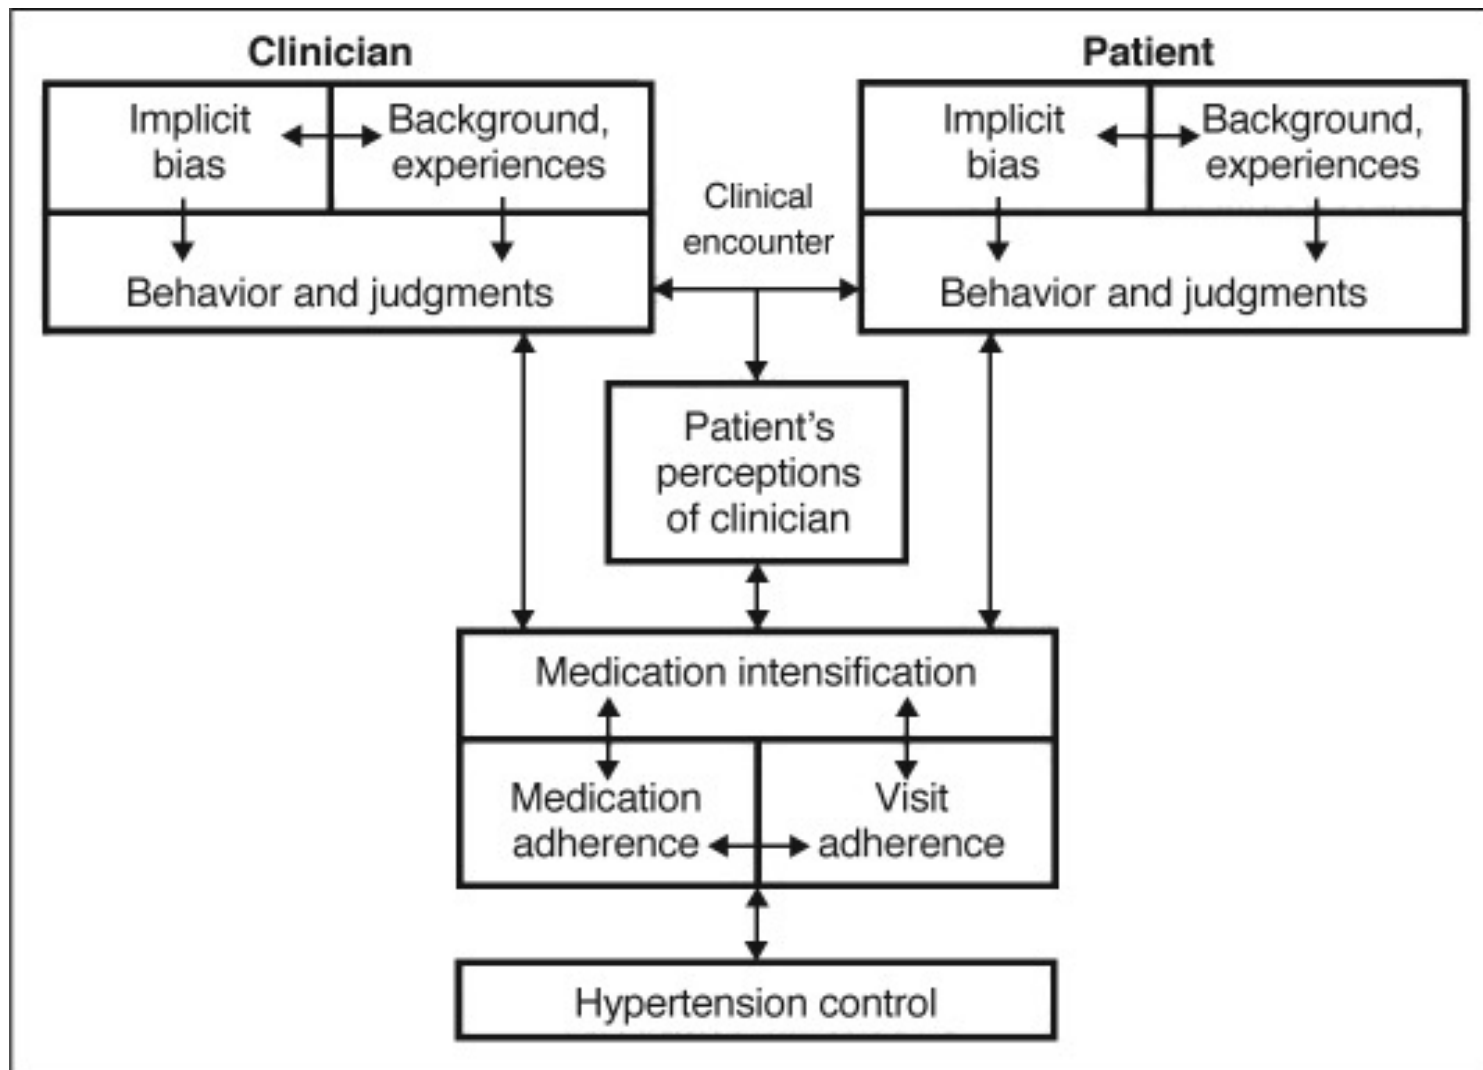 Clinician
Implicit
bias
Background,
experiences
Behavior and judgments
Clinical
encounter
Patient
Implicit
bias
Background,
experiences
Behavior and judgments
Patient’s
perceptions
of clinician
Medication intensification
Medication
adherence
Visit
adherence
Hypertension control